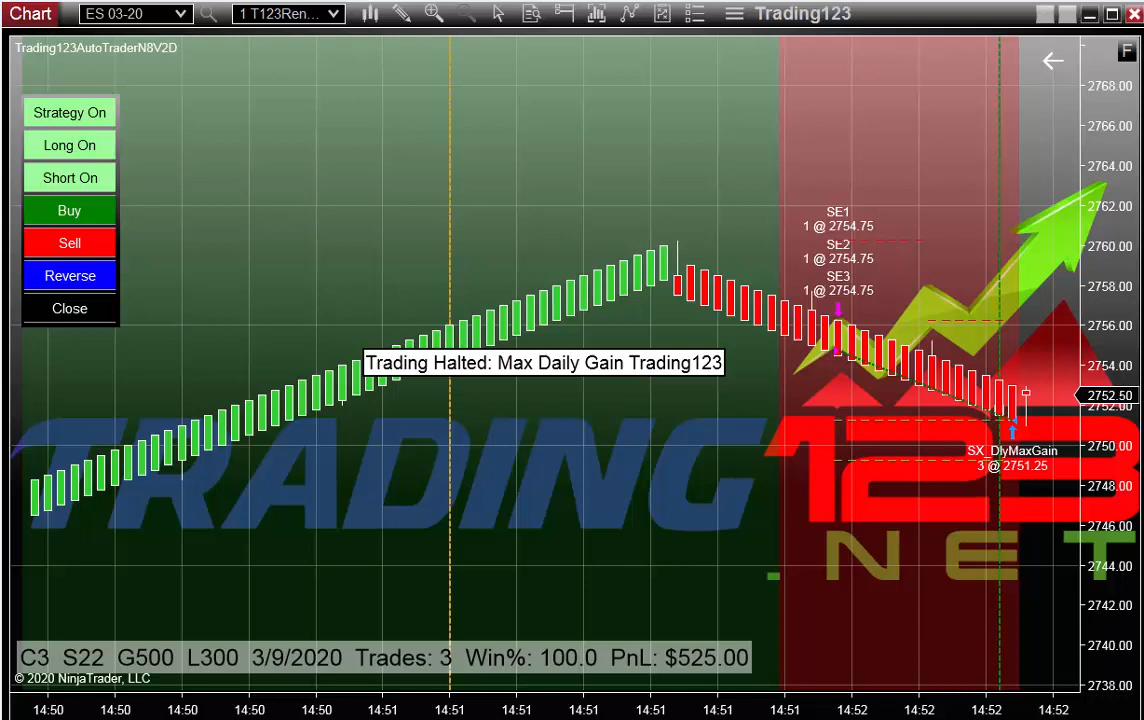 Chart ES 03-20 1 T123Ren... Trading123
Trading123AutoTraderN8V2D
F
Strategy On
Long On
Short On
Buy
Sell
Reverse
Close
SE1
1 @ 2754.75
SE2
1 @ 2754.75
SE3
1 @ 2754.75
Trading Halted: Max Daily Gain Trading123
SX_DlyMaxGain
3 @ 2751.25
TRADING 123
.NET
2768.00
2766.00
2764.00
2762.00
2760.00
2758.00
2756.00
2754.00
2752.50
2752.00
2750.00
2748.00
2746.00
2744.00
2742.00
2740.00
2738.00
C3 S22 G500 L300 3/9/2020 Trades: 3 Win%: 100.0 PnL: $525.00
© 2020 NinjaTrader, LLC
14:50 14:50 14:50 14:50 14:51 14:51 14:51 14:51 14:51 14:51 14:51 14:51 14:52 14:52 14:52 14:52